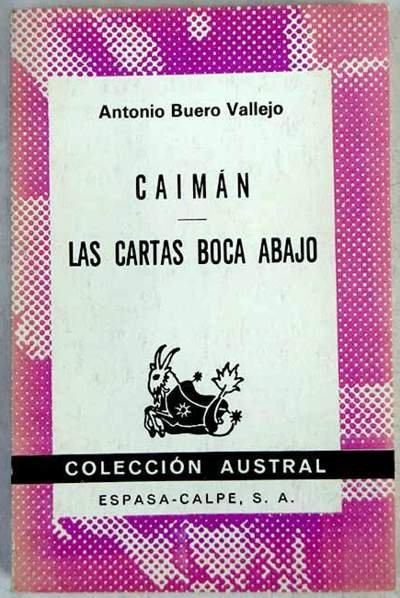 Antonio Buero Vallejo
CAIMÁN
LAS CARTAS BOCA ABAJO
COLECCIÓN AUSTRAL
ESPASA-CALPE, S. A.